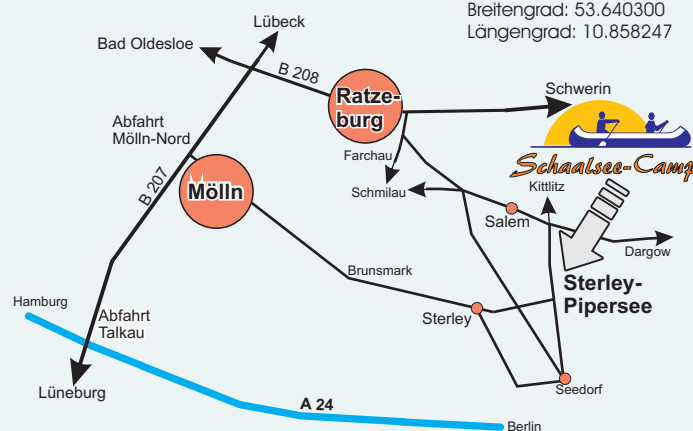 Breitengrad: 53.640300
Längengrad: 10.858247
Lübeck
Bad Oldesloe
B 208
Schwerin
Ratze-
burg
Abfahrt
Mölln-Nord
Farchau
Schaalsee-Camp
Schmilau
Kittlitz
B 207
Mölln
Salem
Dargow
Brunsmark
Sterley-
Pipersee
Hamburg
Abfahrt
Talkau
Sterley
Lüneburg
Seedorf
A 24
Berlin